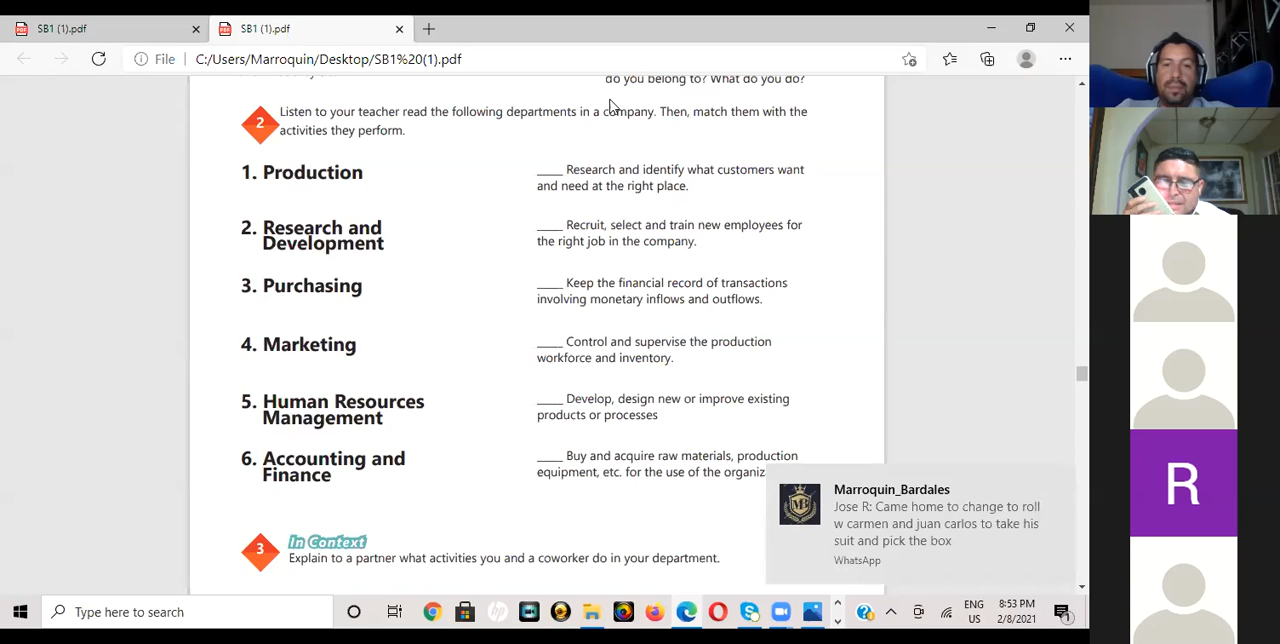 SB1 (1).pdf
SB1 (1).pdf
File
C:/Users/Marroquin/Desktop/SB1%20(1).pdf
do you belong to? What do you do?
2
Listen to your teacher read the following departments in a company. Then, match them with the
activities they perform.
1. Production
____ Research and identify what customers want
and need at the right place.
2. Research and
Development
____ Recruit, select and train new employees for
the right job in the company.
3. Purchasing
____ Keep the financial record of transactions
involving monetary inflows and outflows.
4. Marketing
____ Control and supervise the production
workforce and inventory.
5. Human Resources
Management
____ Develop, design new or improve existing
products or processes
6. Accounting and
Finance
____ Buy and acquire raw materials, production
equipment, etc. for the use of the organiza
3
In Context
Explain to a partner what activities you and a coworker do in your department.
Marroquin_Bardales
Jose R: Came home to change to roll
w carmen and juan carlos to take his
suit and pick the box
WhatsApp
R
Type here to search
ENG
US
8:53 PM
2/8/2021
1